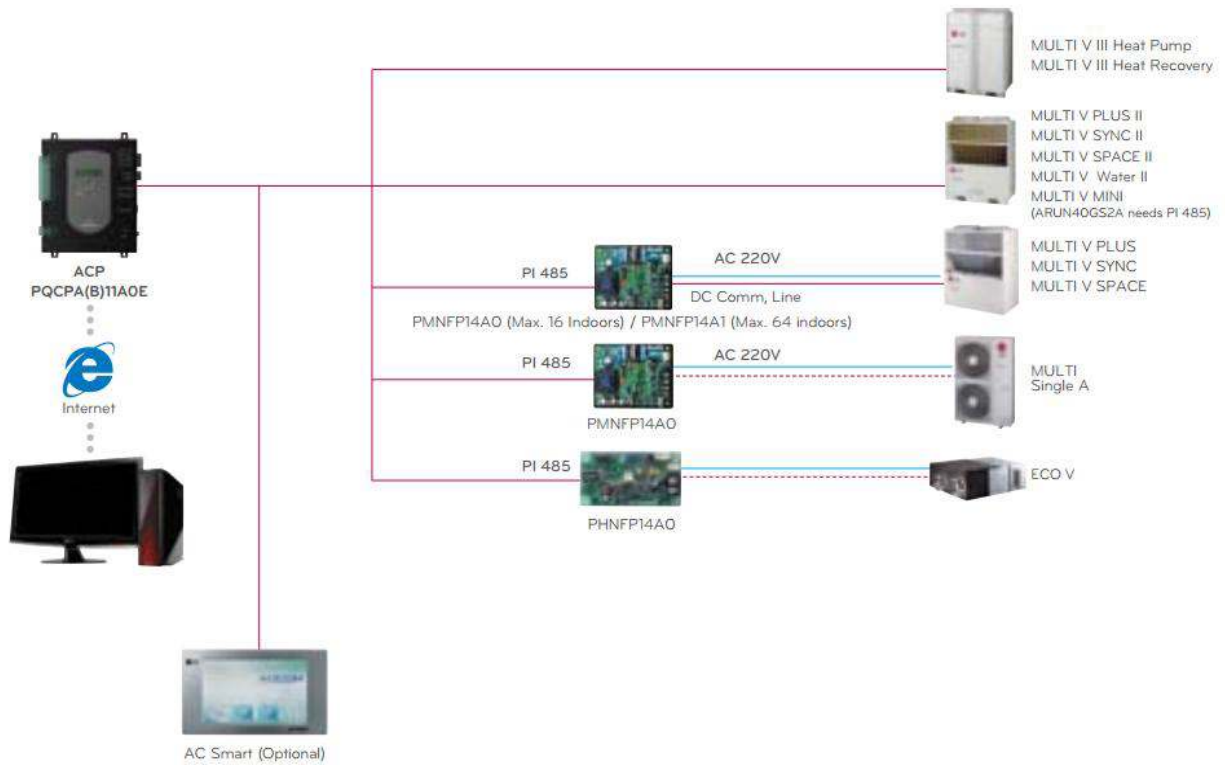 MULTI V III Heat Pump
MULTI V III Heat Recovery
MULTI V PLUS II
MULTI V SYNC II
MULTI V SPACE II
MULTI V Water II
MULTI V MINI
(ARUN40GS2A needs PI 485)
ACP
PQCPA(B)11A0E
PI 485
AC 220V
DC Comm, Line
MULTI V PLUS
MULTI V SYNC
MULTI V SPACE
PMNFP14A0 (Max. 16 Indoors) / PMNFP14A1 (Max. 64 indoors)
Internet
PI 485
AC 220V
MULTI
Single A
PMNFP14A0
PI 485
ECO V
PHNFP14A0
AC Smart (Optional)